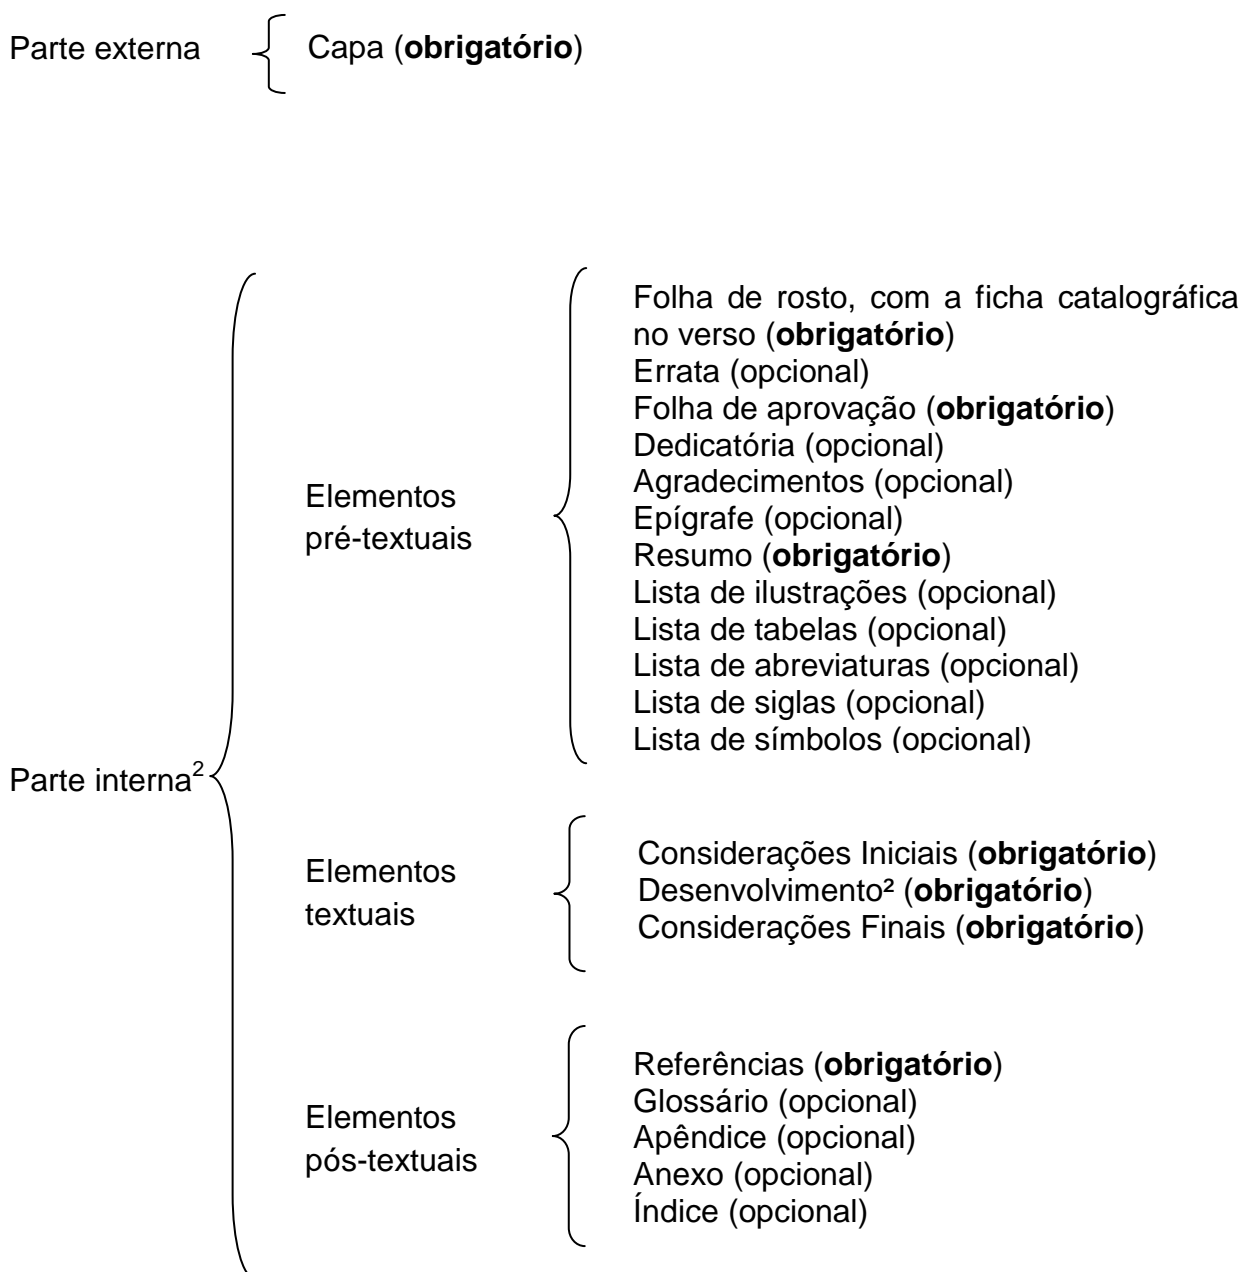 Parte externa
Capa (obrigatório)
Parte interna²
Elementos
pré-textuais
Folha de rosto, com a ficha catalográfica
no verso (obrigatório)
Errata (opcional)
Folha de aprovação (obrigatório)
Dedicatória (opcional)
Agradecimentos (opcional)
Epígrafe (opcional)
Resumo (obrigatório)
Lista de ilustrações (opcional)
Lista de tabelas (opcional)
Lista de abreviaturas (opcional)
Lista de siglas (opcional)
Lista de símbolos (opcional)
Elementos
textuais
Considerações Iniciais (obrigatório)
Desenvolvimento² (obrigatório)
Considerações Finais (obrigatório)
Elementos
pós-textuais
Referências (obrigatório)
Glossário (opcional)
Apêndice (opcional)
Anexo (opcional)
Índice (opcional)